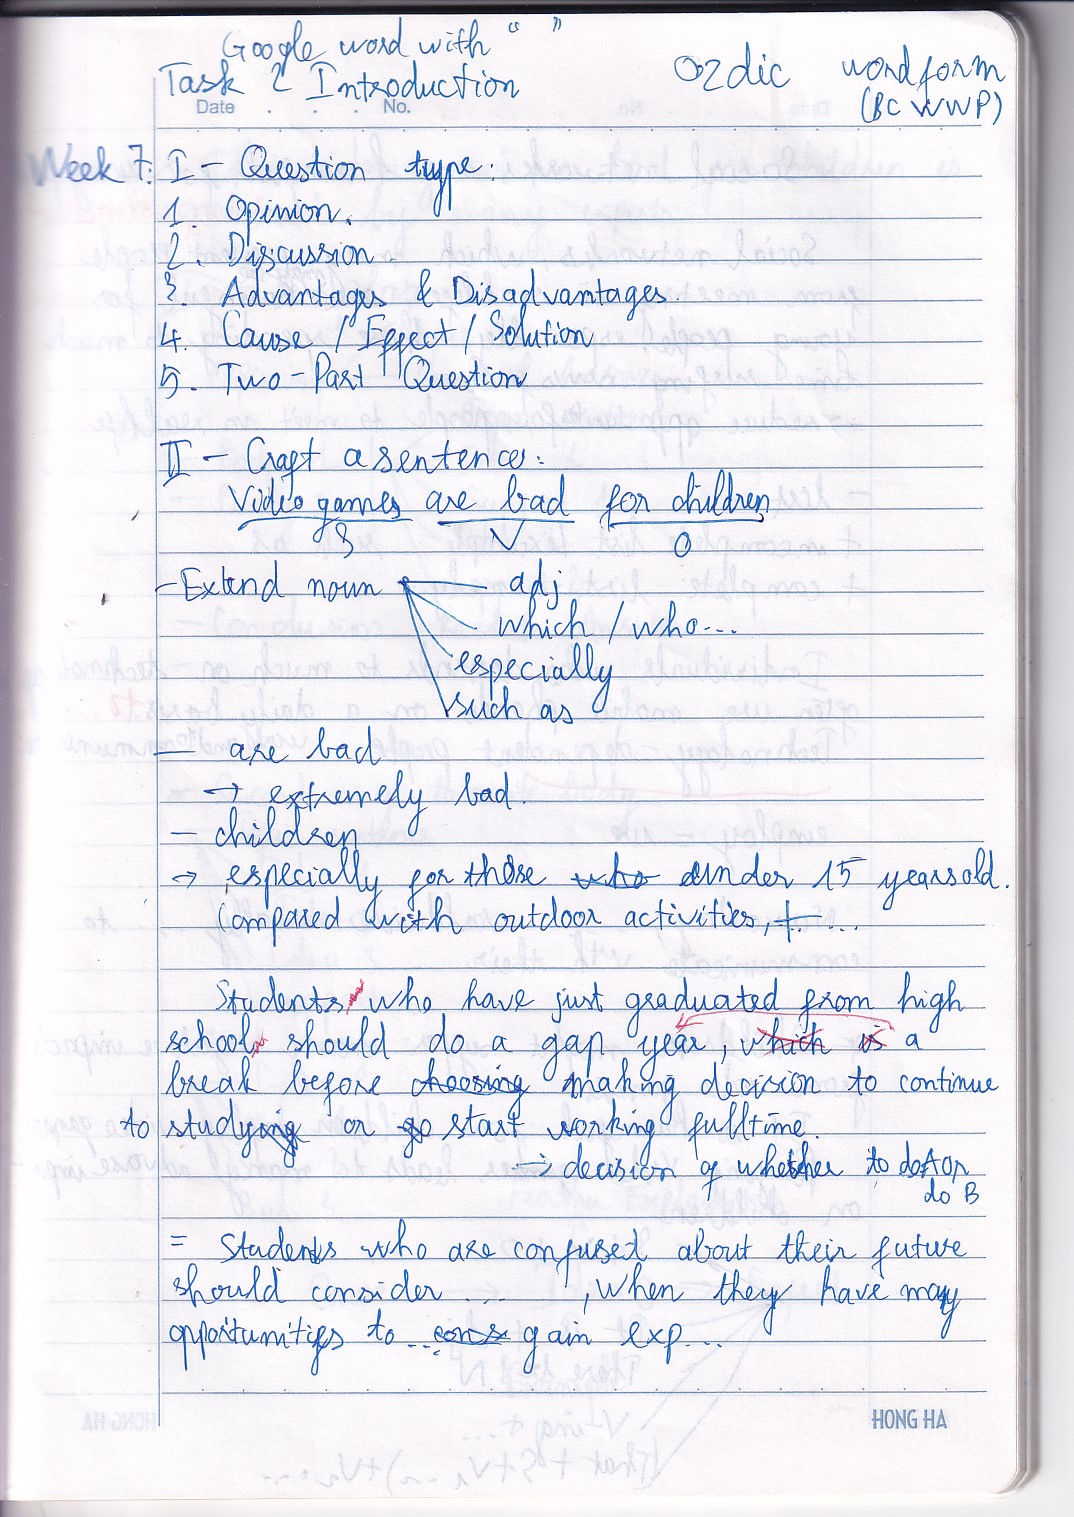 Google word with “ ”
Task 2 Introduction
Ozdic word form
(BC WWP)
Date . . . No.
Week 7: I - Question type:
1. Opinion.
2. Discussion.
3. Advantages & Disadvantages.
4. Cause / Effect / Solution
5. Two-Part Question
II - Craft a sentence:
Video games are bad for children
S V O
- Extend noun adj
which / who...
especially
such as
- are bad
→ extremely bad.
- children
→ especially for those who under 15 years old.
Compared with outdoor activities, + ...
Students who have just graduated from high
school should do a gap year, which is a
break before choosing making decision to continue
to studying or go start working fulltime.
→ decision of whether to do A or
do B
= Students who are confused about their future
should consider ......, when they have many
opportunities to ... cons gain exp...
HONG HA